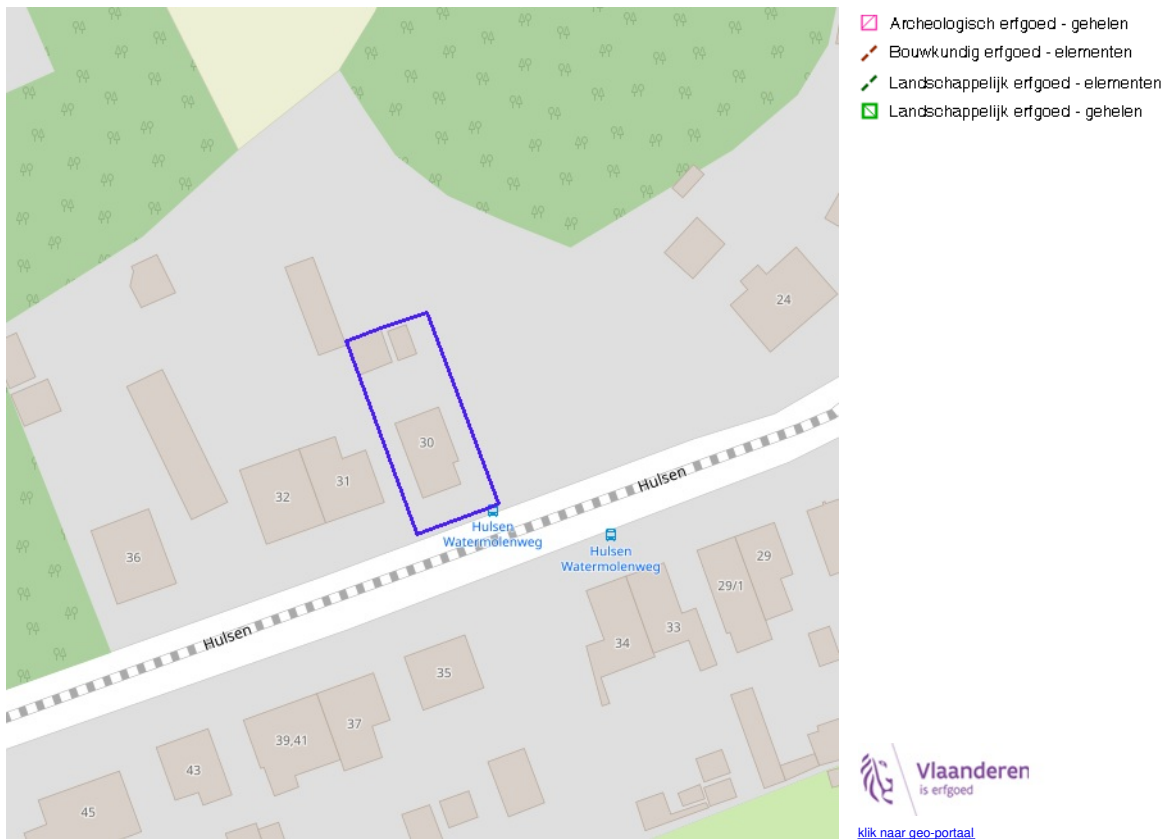 Archeologisch erfgoed - gehelen
Bouwkundig erfgoed - elementen
Landschappelijk erfgoed - elementen
Landschappelijk erfgoed - gehelen
24
30
31
32
36
Hulsen
Hulsen
Watermolenweg
Hulsen
Watermolenweg
29
29/1
33
34
Hulsen
35
37
39,41
43
45
Vlaanderen
is erfgoed
klik naar geo-portaal